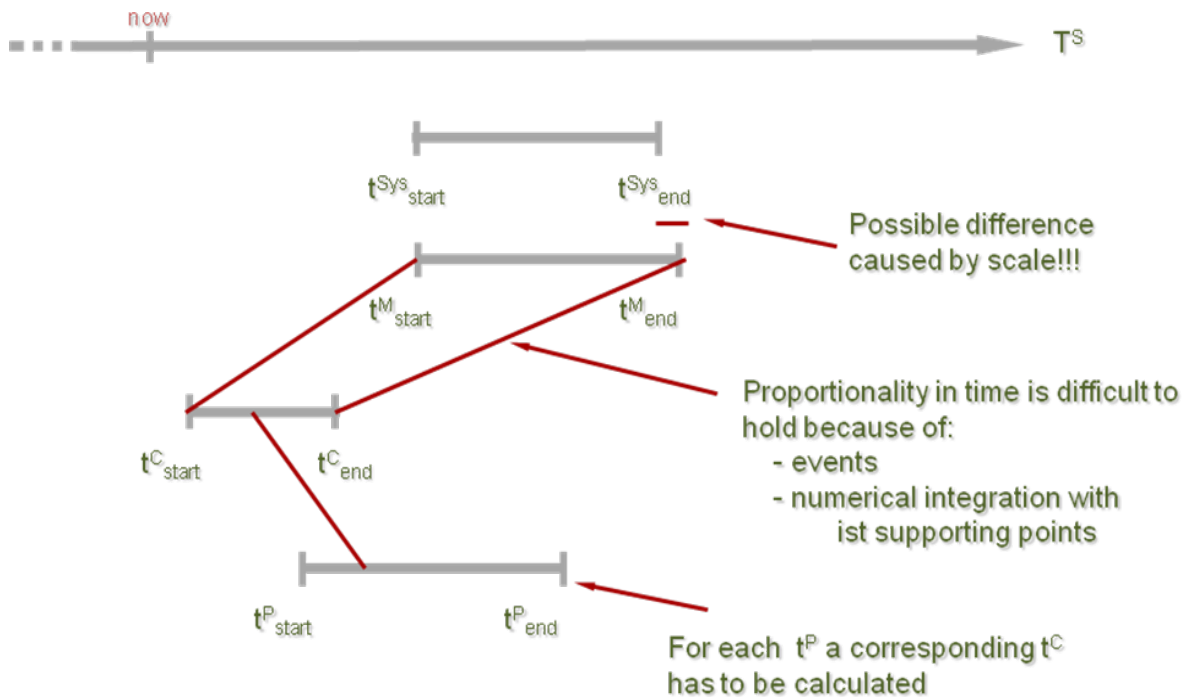 now
T^S
t^Sys_start
t^Sys_end
Possible difference
caused by scale!!!
t^M_start
t^M_end
Proportionality in time is difficult to
hold because of:
- events
- numerical integration with
ist supporting points
t^C_start
t^C_end
t^P_start
t^P_end
For each t^P a corresponding t^C
has to be calculated